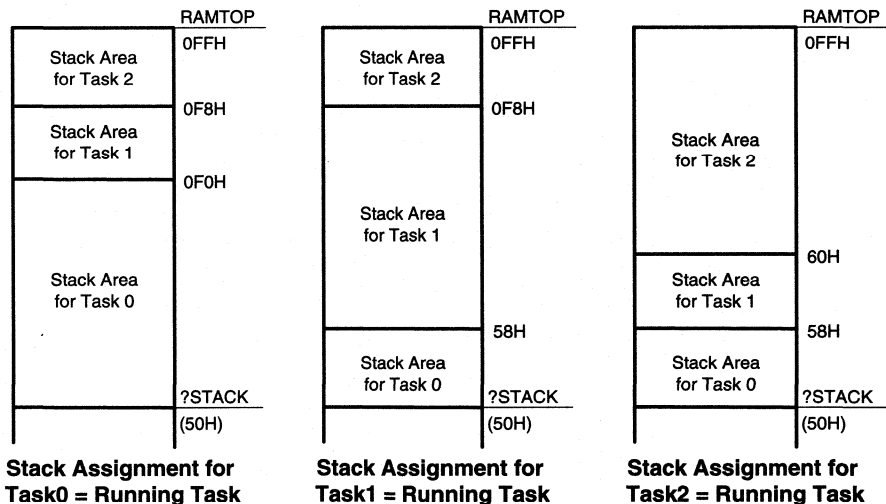 RAMTOP
0FFH
Stack Area
for Task 2
0F8H
Stack Area
for Task 1
0F0H
Stack Area
for Task 0
?STACK
(50H)
Stack Assignment for
Task0 = Running Task
RAMTOP
0FFH
Stack Area
for Task 2
0F8H
Stack Area
for Task 1
58H
Stack Area
for Task 0
?STACK
(50H)
Stack Assignment for
Task1 = Running Task
RAMTOP
0FFH
Stack Area
for Task 2
60H
Stack Area
for Task 1
58H
Stack Area
for Task 0
?STACK
(50H)
Stack Assignment for
Task2 = Running Task